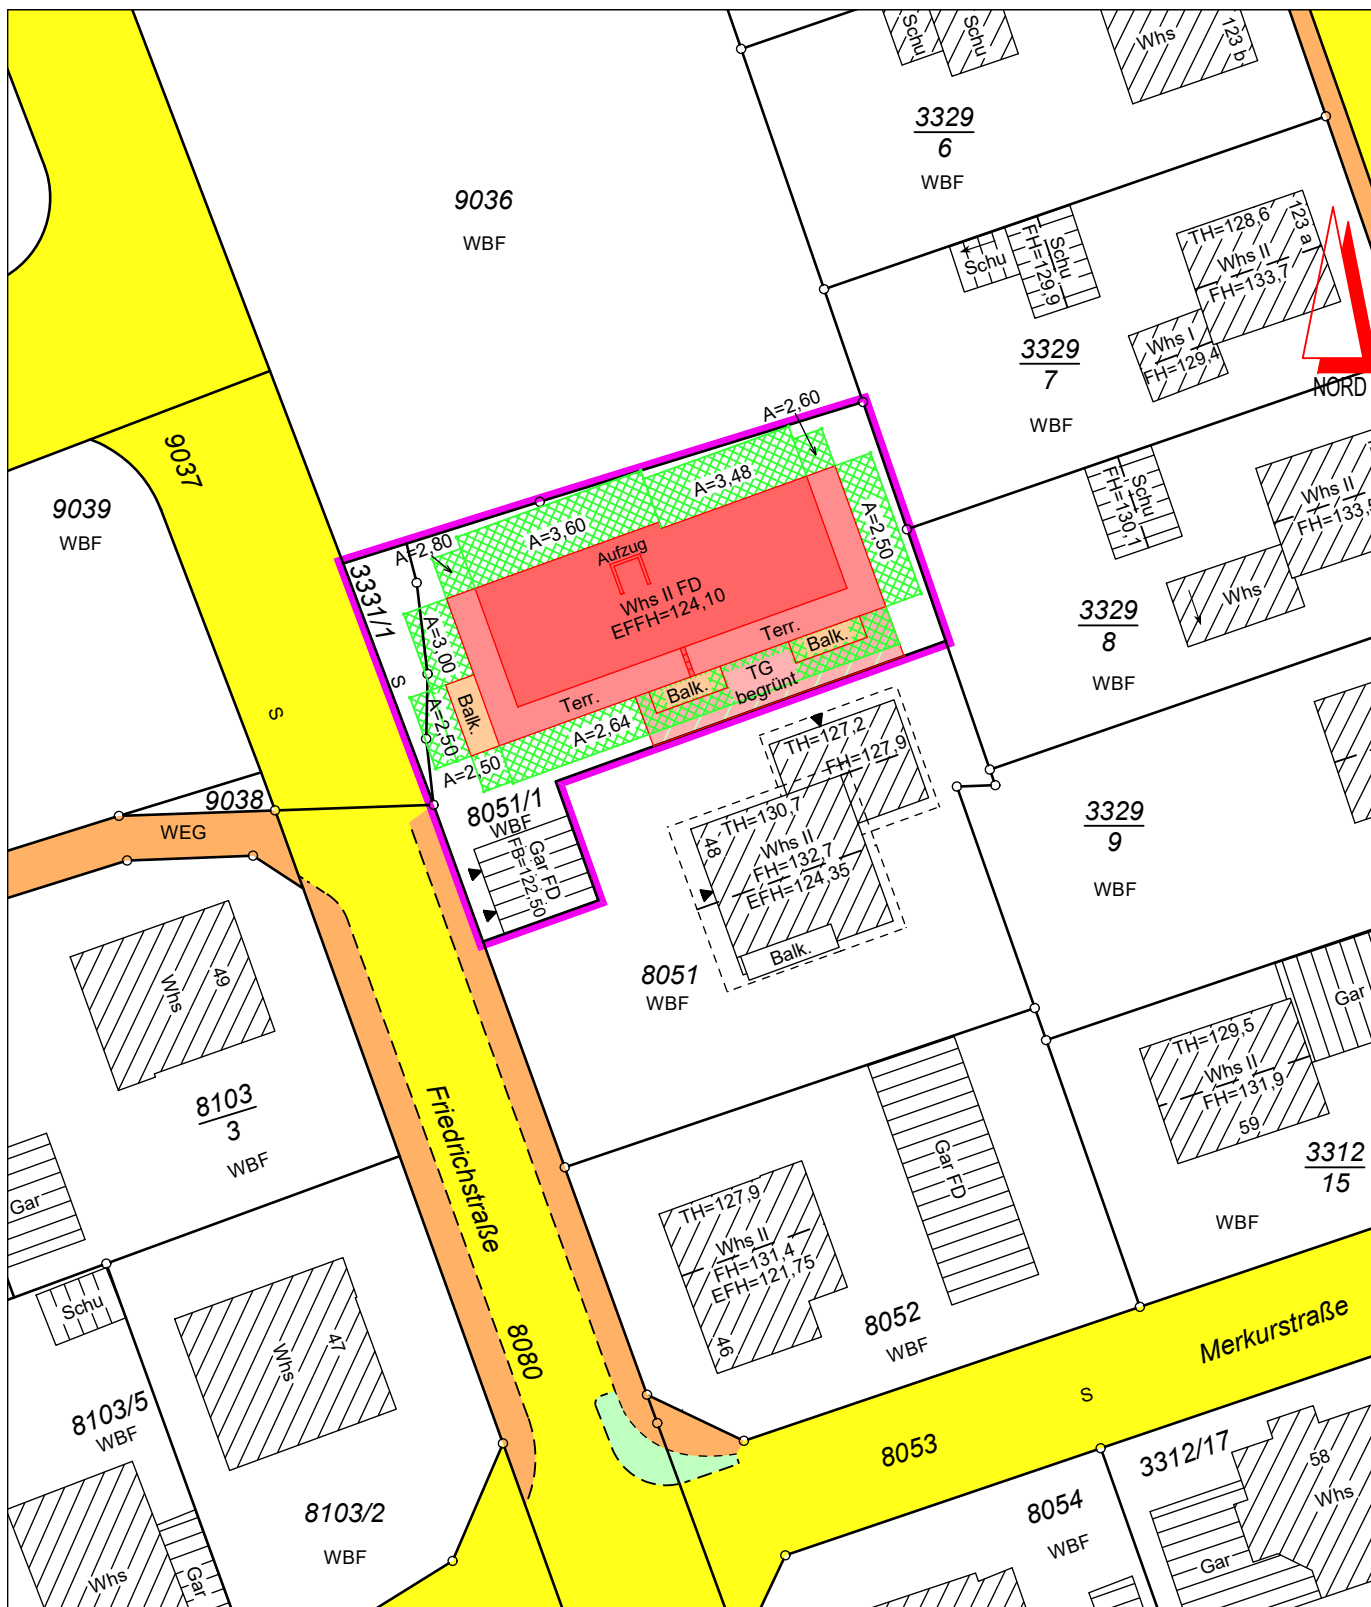 Schu
Schu
Whs
123 b
3329
6
WBF
9036
WBF
TH=128,6
123 a
Whs II
FH=133,7
Schu
Schu
FH=129,9
Whs I
FH=129,4
3329
7
WBF
NORD
9037
9039
WBF
A=2,60
A=3,48
A=3,60
A=2,80
A=2,50
Aufzug
Whs II FD
EFFH=124,10
3331/1
S
A=3,00
A=2,50
Balk.
Terr.
Terr.
Balk.
Balk.
TG
begrünt
A=2,64
A=2,50
Schu
FH=130,1
Whs II
FH=133,5
Whs
3329
8
WBF
S
9038
WEG
8051/1
WBF
Gar FD
FB=122,50
TH=127,2
FH=127,9
TH=130,7
48
Whs II
FH=132,7
EFH=124,35
Balk.
8051
WBF
3329
9
WBF
Whs
49
8103
3
WBF
Gar
Gar
TH=129,5
Whs II
FH=131,9
59
3312
15
WBF
Friedrichstraße
8080
Gar FD
TH=127,9
Whs II
FH=131,4
EFH=121,75
46
8052
WBF
Schu
Whs
47
8103/5
WBF
8103/2
WBF
Whs
Gar
Merkurstraße
S
8053
3312/17
8054
WBF
58
Whs
Gar